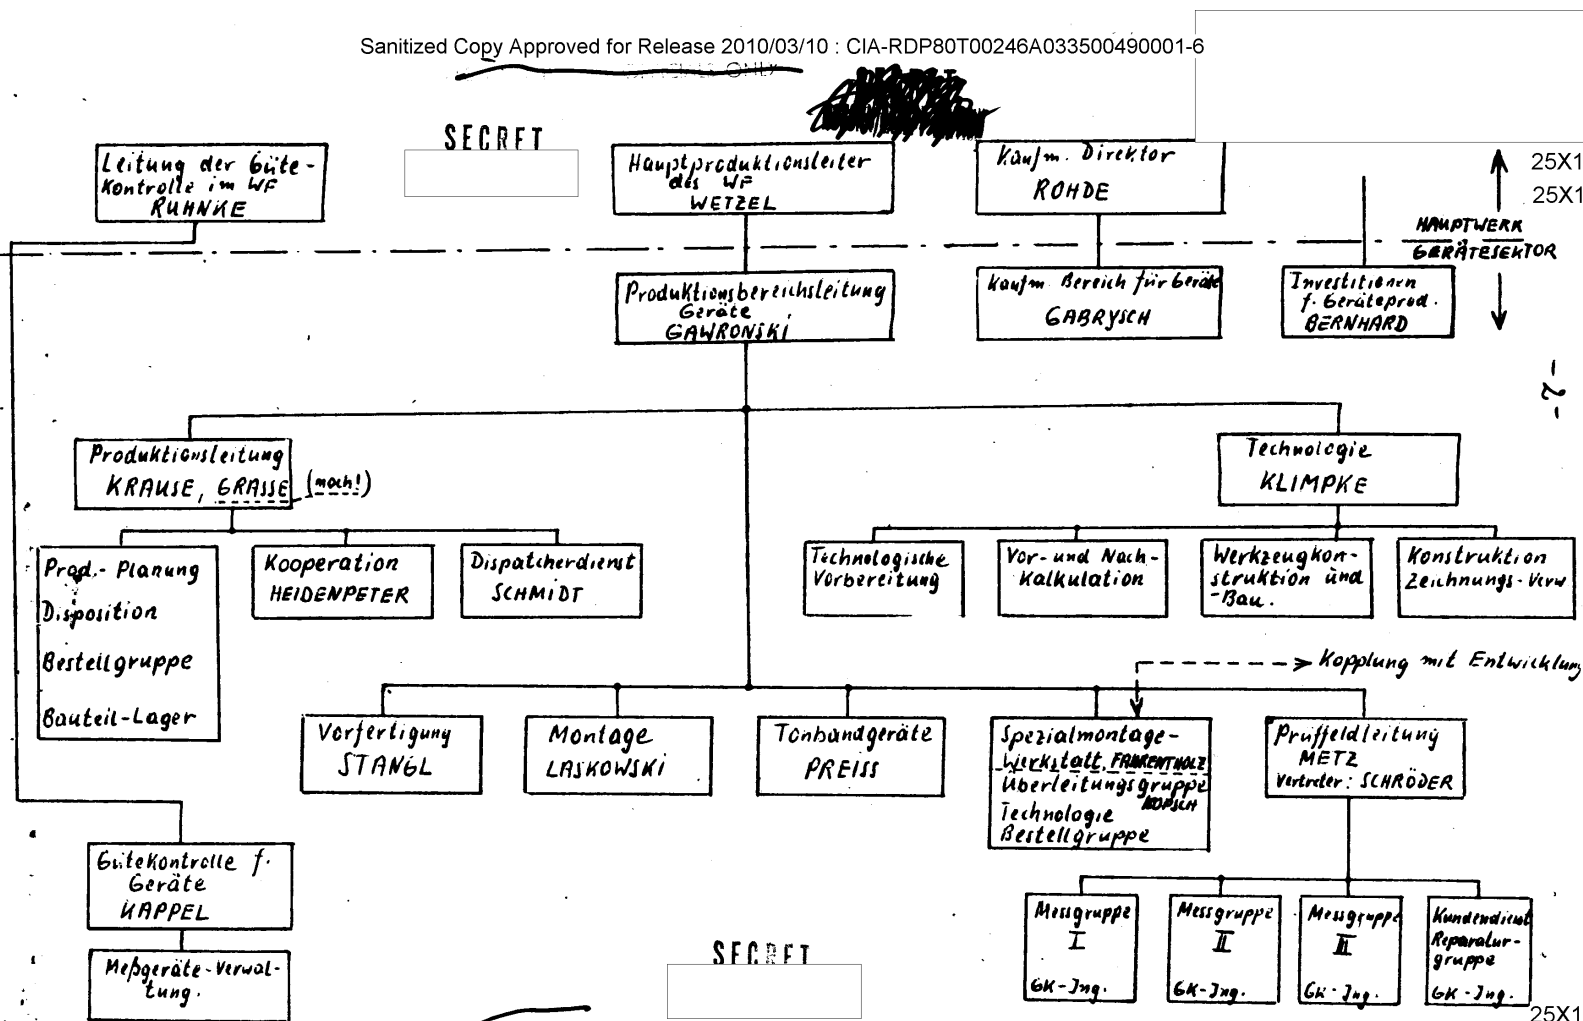 Sanitized Copy Approved for Release 2010/03/10 : CIA-RDP80T00246A033500490001-6
SECRET
25X1
25X1
Leitung der Güte-
Kontrolle im WF
RUHNKE
Hauptproduktionsleiter
des WF
WETZEL
Kaufm. Direktor
ROHDE
HAUPTWERK
GERÄTESEKTOR
Produktionsbereichsleitung
Geräte
GAWRONSKI
Kaufm. Bereich für Geräte
GABRYSCH
Investitionen
f. Geräteprod.
BERNHARD
-2-
Produktionsleitung
KRAUSE, GRASSE (noch!)
Technologie
KLIMPKE
Prod.- Planung
Disposition
Bestellgruppe
Bauteil-Lager
Kooperation
HEIDENPETER
Dispatcherdienst
SCHMIDT
Technologische
Vorbereitung
Vor- und Nach-
Kalkulation
Werkzeugkon-
struktion und
-Bau.
Konstruktion
Zeichnungs-Verw
Kopplung mit Entwicklung
Vorfertigung
STANGL
Montage
LASKOWSKI
Tonbandgeräte
PREISS
Spezialmontage-
Werkstatt, FAHRENTHOLZ
Überleitungsgruppe
KOPSCH
Technologie
Bestellgruppe
Prüffeldleitung
METZ
Vertreter: SCHRÖDER
Gütekontrolle f.
Geräte
KAPPEL
Meßgeräte-Verwal-
tung.
Messgruppe
I
GK-Ing.
Messgruppe
II
GK-Ing.
Messgruppe
III
GK-Ing.
Kundendienst
Reparatur-
gruppe
GK-Ing.
SECRET
25X1